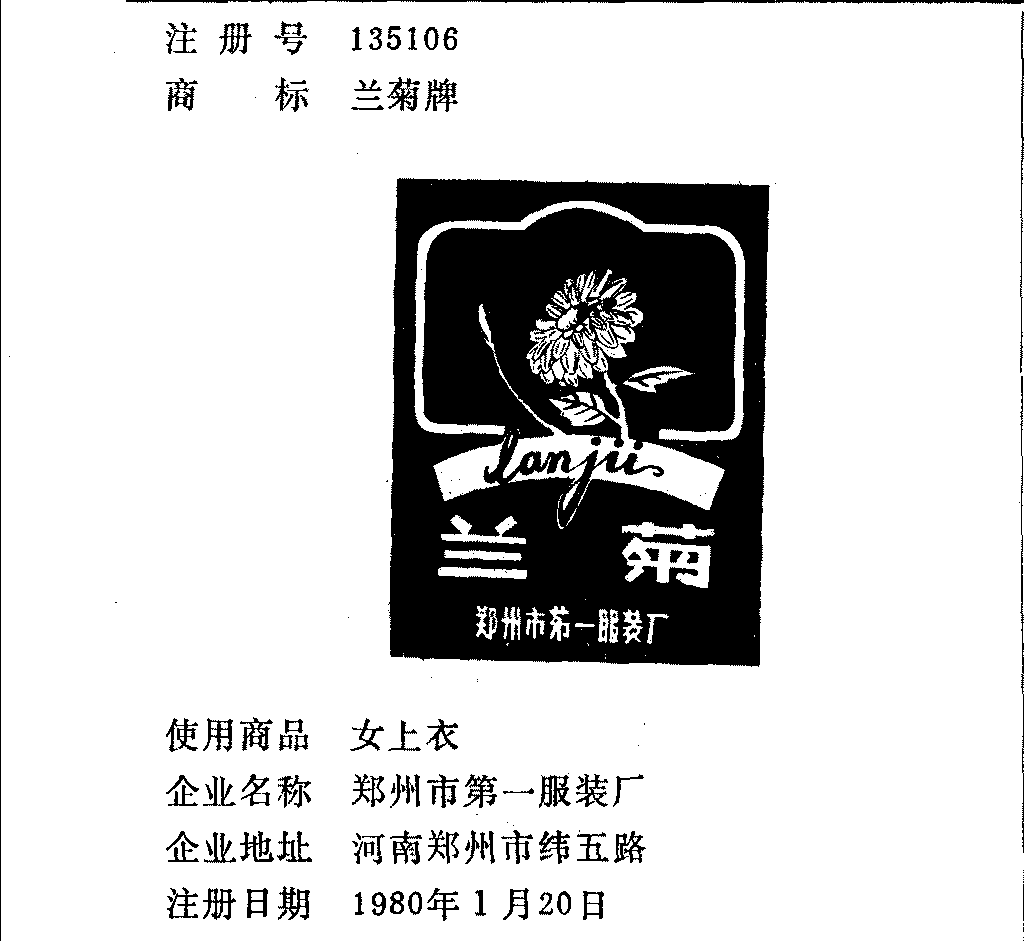 注册号 135106
商标 兰菊牌
lanjü
兰菊
郑州市第一服装厂
使用商品 女上衣
企业名称 郑州市第一服装厂
企业地址 河南郑州市纬五路
注册日期 1980年1月20日